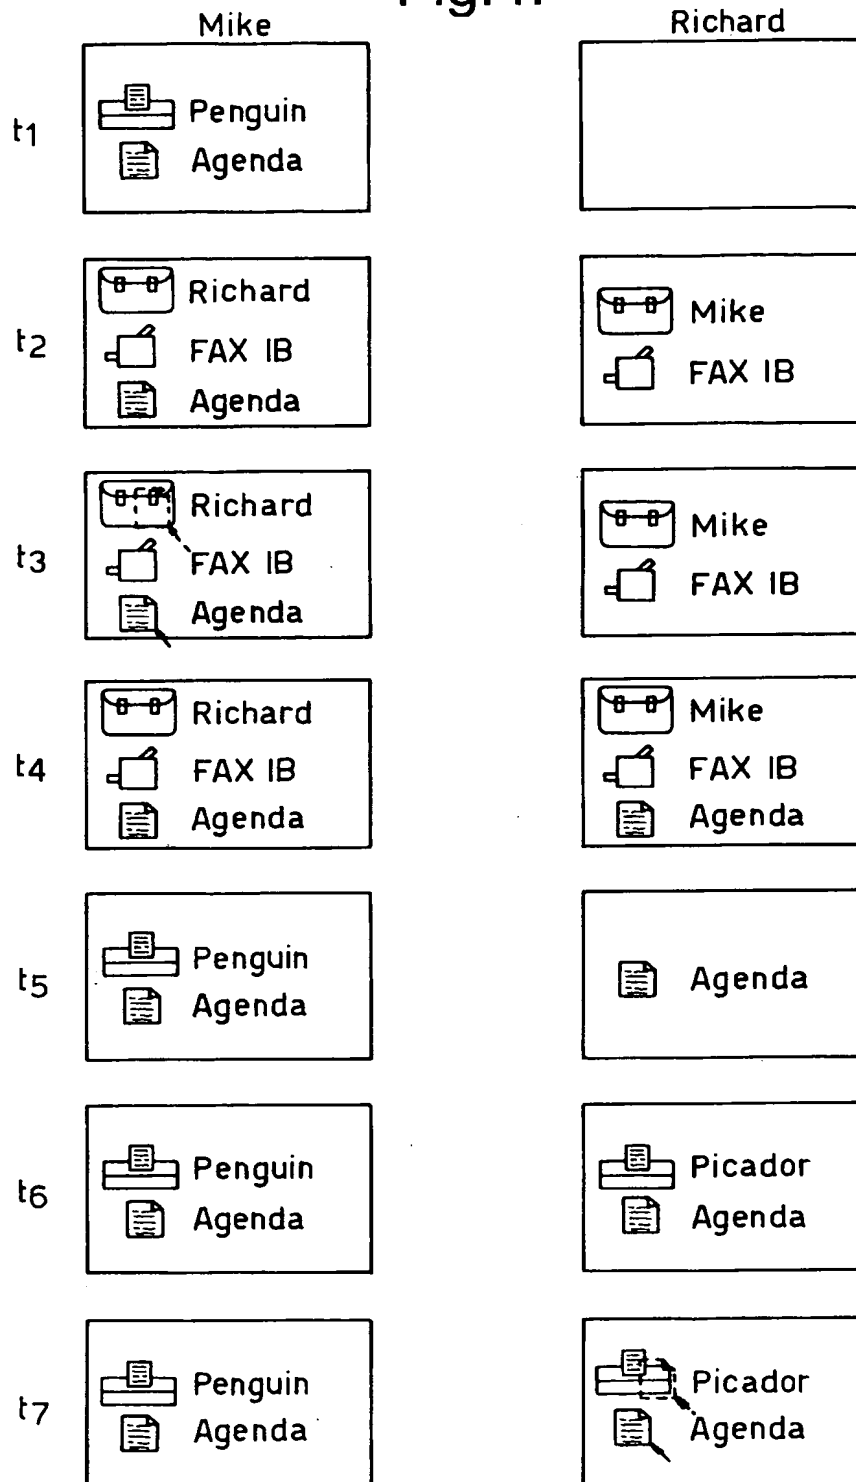 Mike Richard
t1
Penguin
Agenda
t2
Richard
FAX IB
Agenda
Mike
FAX IB
t3
Richard
FAX IB
Agenda
Mike
FAX IB
t4
Richard
FAX IB
Agenda
Mike
FAX IB
Agenda
t5
Penguin
Agenda
Agenda
t6
Penguin
Agenda
Picador
Agenda
t7
Penguin
Agenda
Picador
Agenda